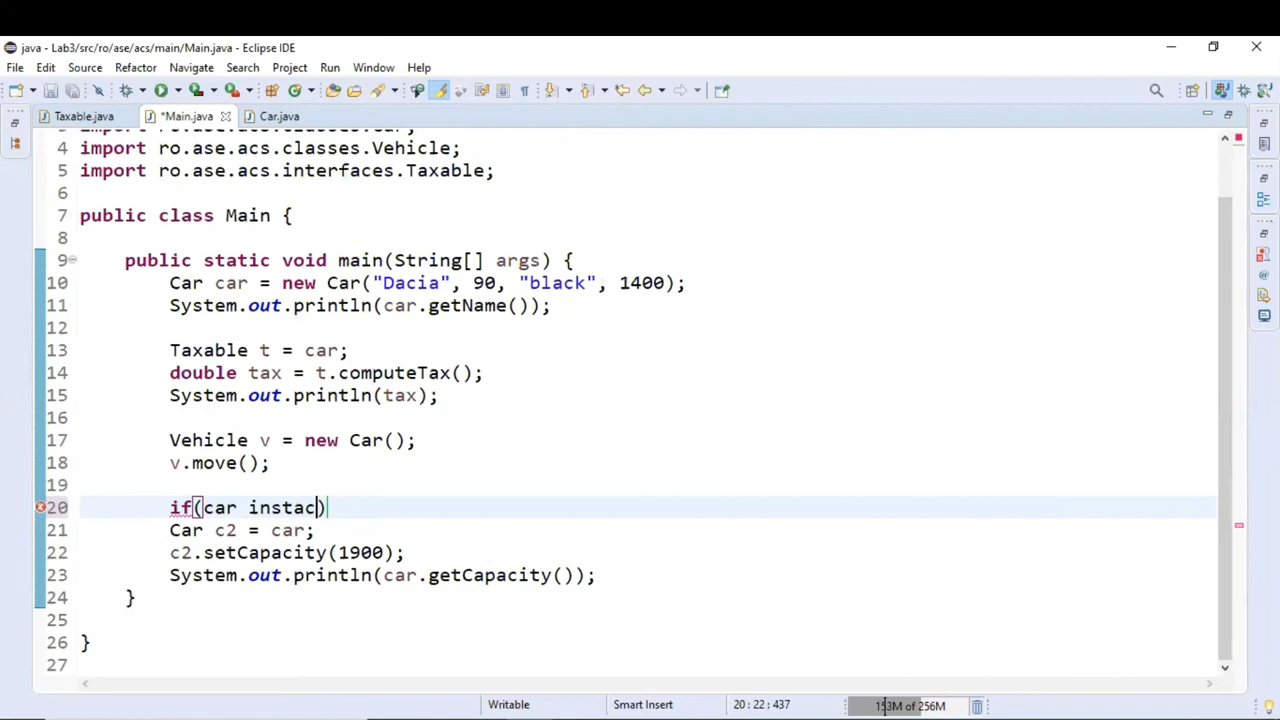 java - Lab3/src/ro/ase/acs/main/Main.java - Eclipse IDE
File Edit Source Refactor Navigate Search Project Run Window Help
Taxable.java *Main.java Car.java
4 import ro.ase.acs.classes.Vehicle;
5 import ro.ase.acs.interfaces.Taxable;
6
7 public class Main {
8
9 public static void main(String[] args) {
10 Car car = new Car("Dacia", 90, "black", 1400);
11 System.out.println(car.getName());
12
13 Taxable t = car;
14 double tax = t.computeTax();
15 System.out.println(tax);
16
17 Vehicle v = new Car();
18 v.move();
19
20 if(car instac)
21 Car c2 = car;
22 c2.setCapacity(1900);
23 System.out.println(car.getCapacity());
24 }
25
26 }
27
Writable Smart Insert 20 : 22 : 437 153M of 256M